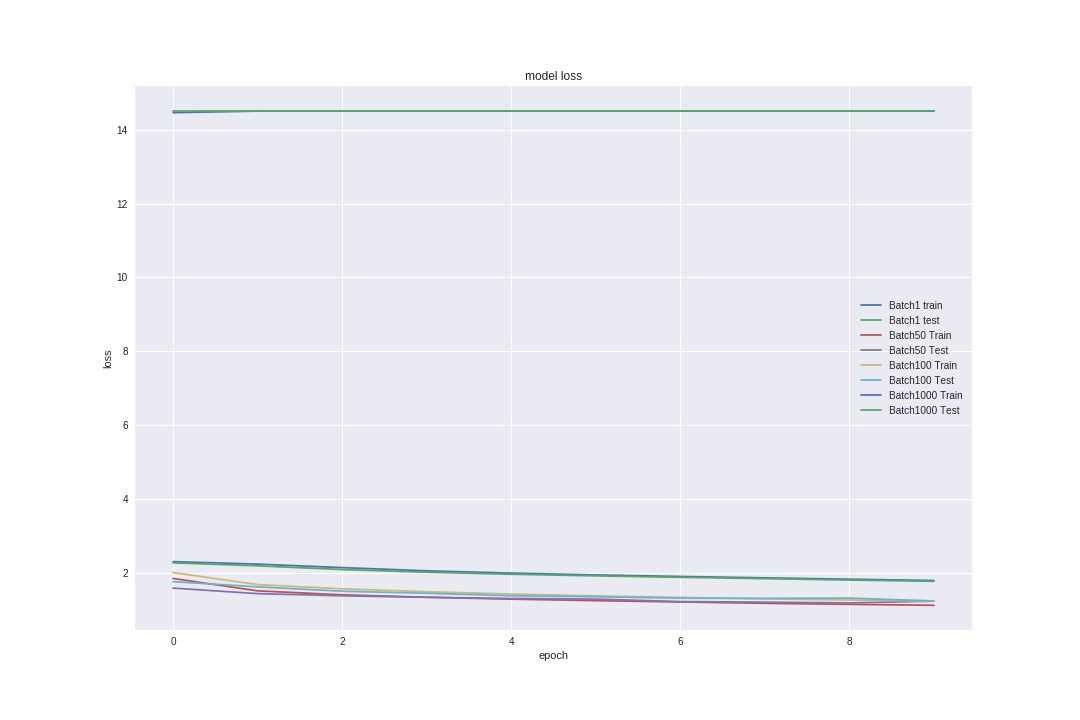 model loss
14
12
10
8
6
4
2
loss
Batch1 train
Batch1 test
Batch50 Train
Batch50 Test
Batch100 Train
Batch100 Test
Batch1000 Train
Batch1000 Test
0 2 4 6 8
epoch